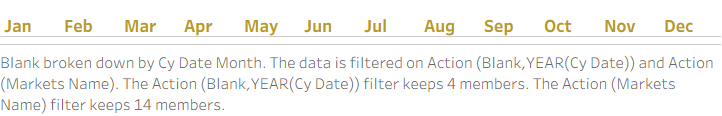 Jan Feb Mar Apr May Jun Jul Aug Sep Oct Nov Dec
Blank broken down by Cy Date Month. The data is filtered on Action (Blank,YEAR(Cy Date)) and Action
(Markets Name). The Action (Blank,YEAR(Cy Date)) filter keeps 4 members. The Action (Markets
Name) filter keeps 14 members.